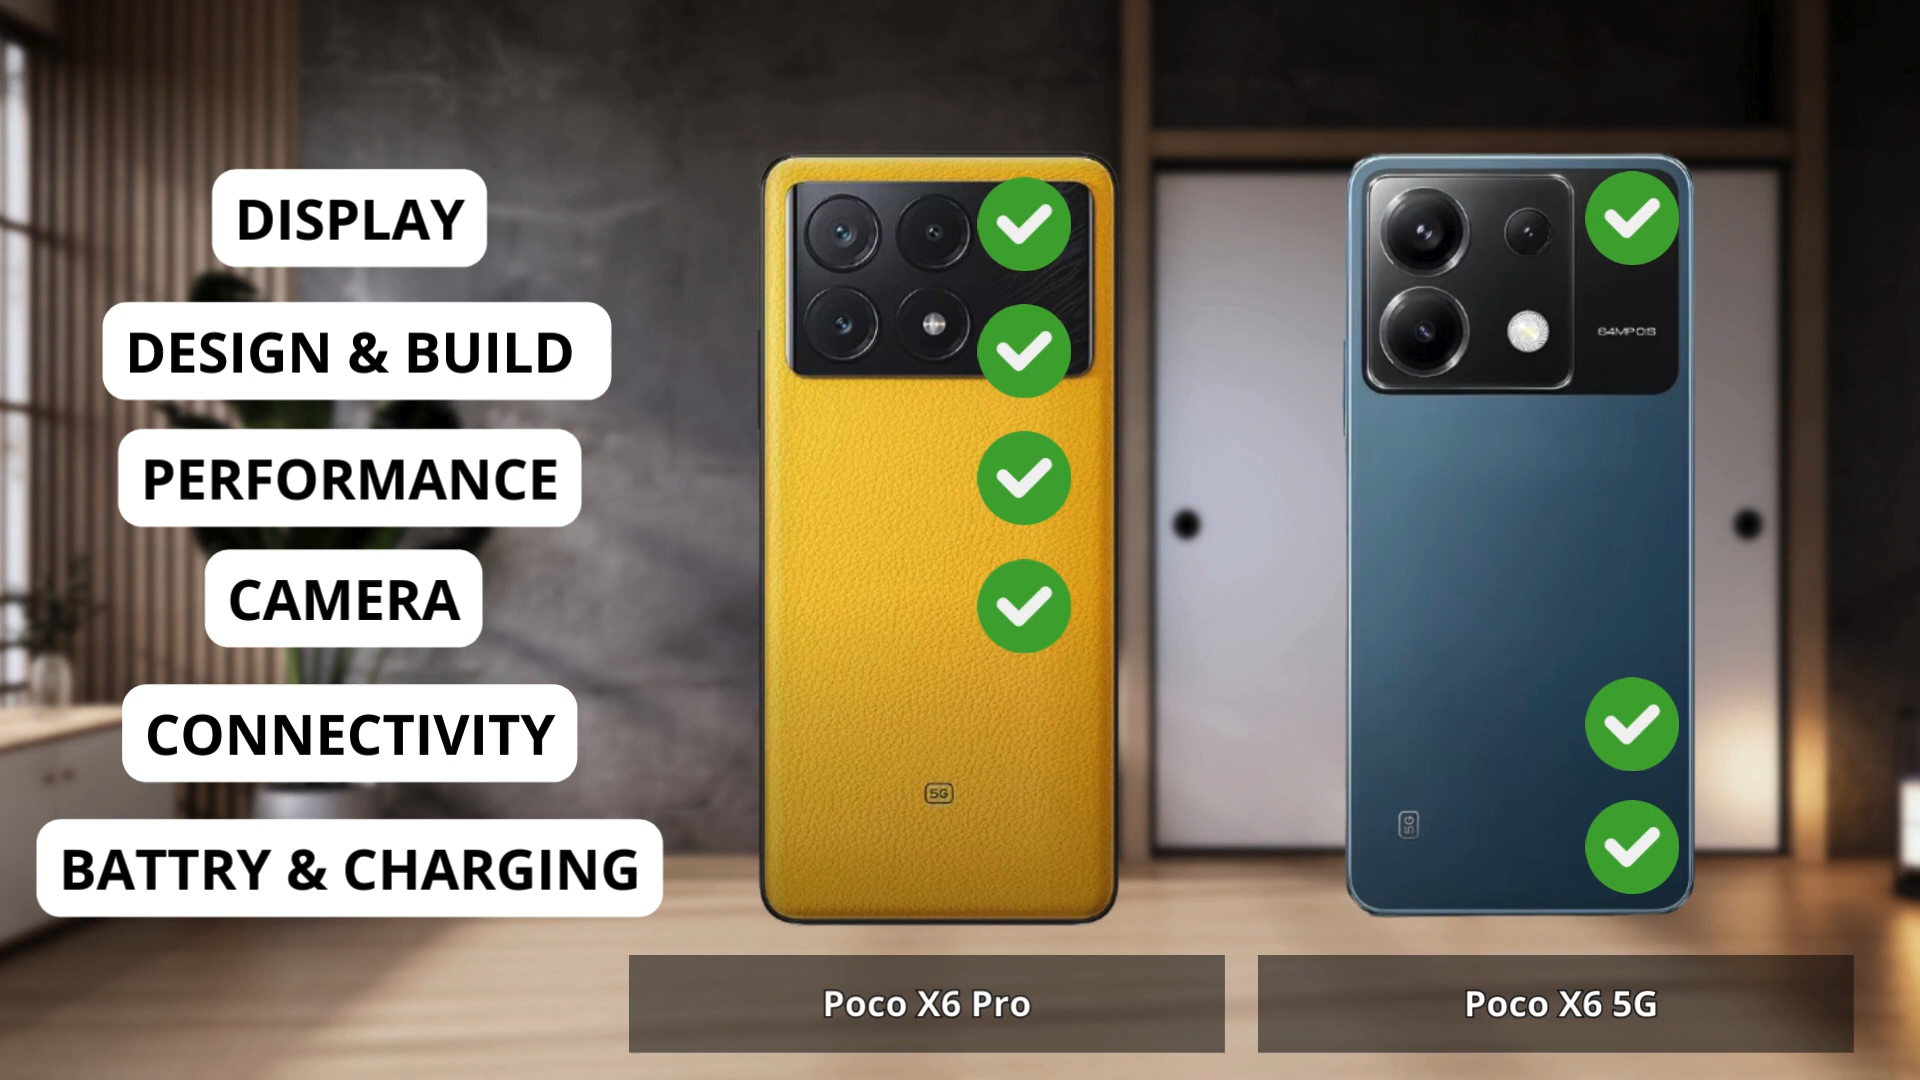 DISPLAY
DESIGN & BUILD
PERFORMANCE
CAMERA
CONNECTIVITY
BATTRY & CHARGING
64MP OIS
5G
5G
Poco X6 Pro
Poco X6 5G